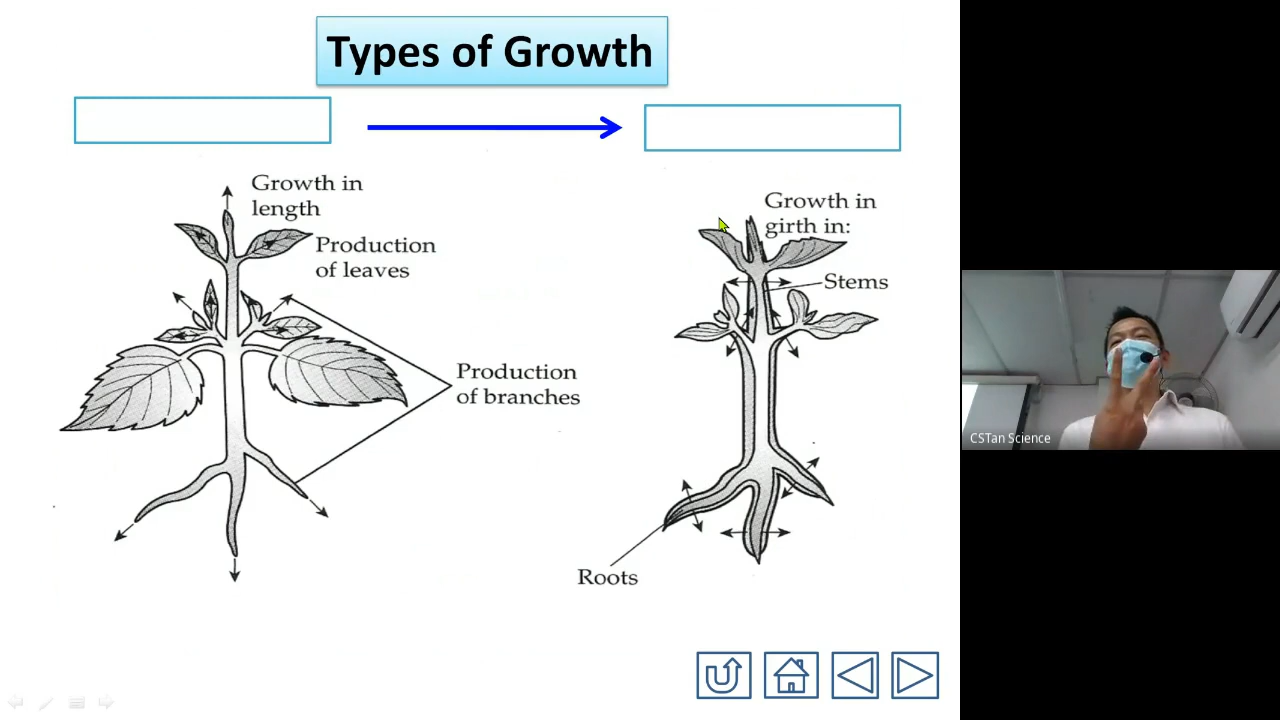 Types of Growth
Growth in
length
Production
of leaves
Production
of branches
Growth in
girth in:
Stems
Roots
CSTan Science